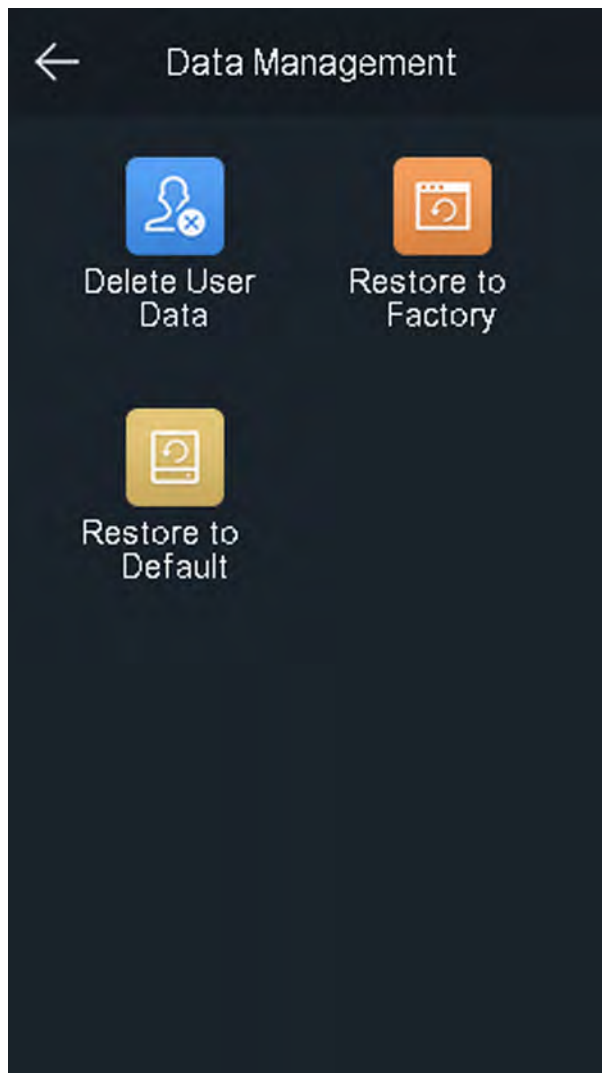 Data Management
Delete User
Data
Restore to
Factory
Restore to
Default